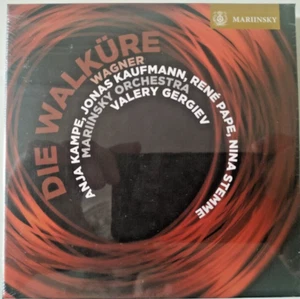 MARIINSKY
DIE WALKÜRE
WAGNER
ANJA KAMPE, JONAS KAUFMANN, RENÉ PAPE, NINA STEMME
MARIINSKY ORCHESTRA
VALERY GERGIEV